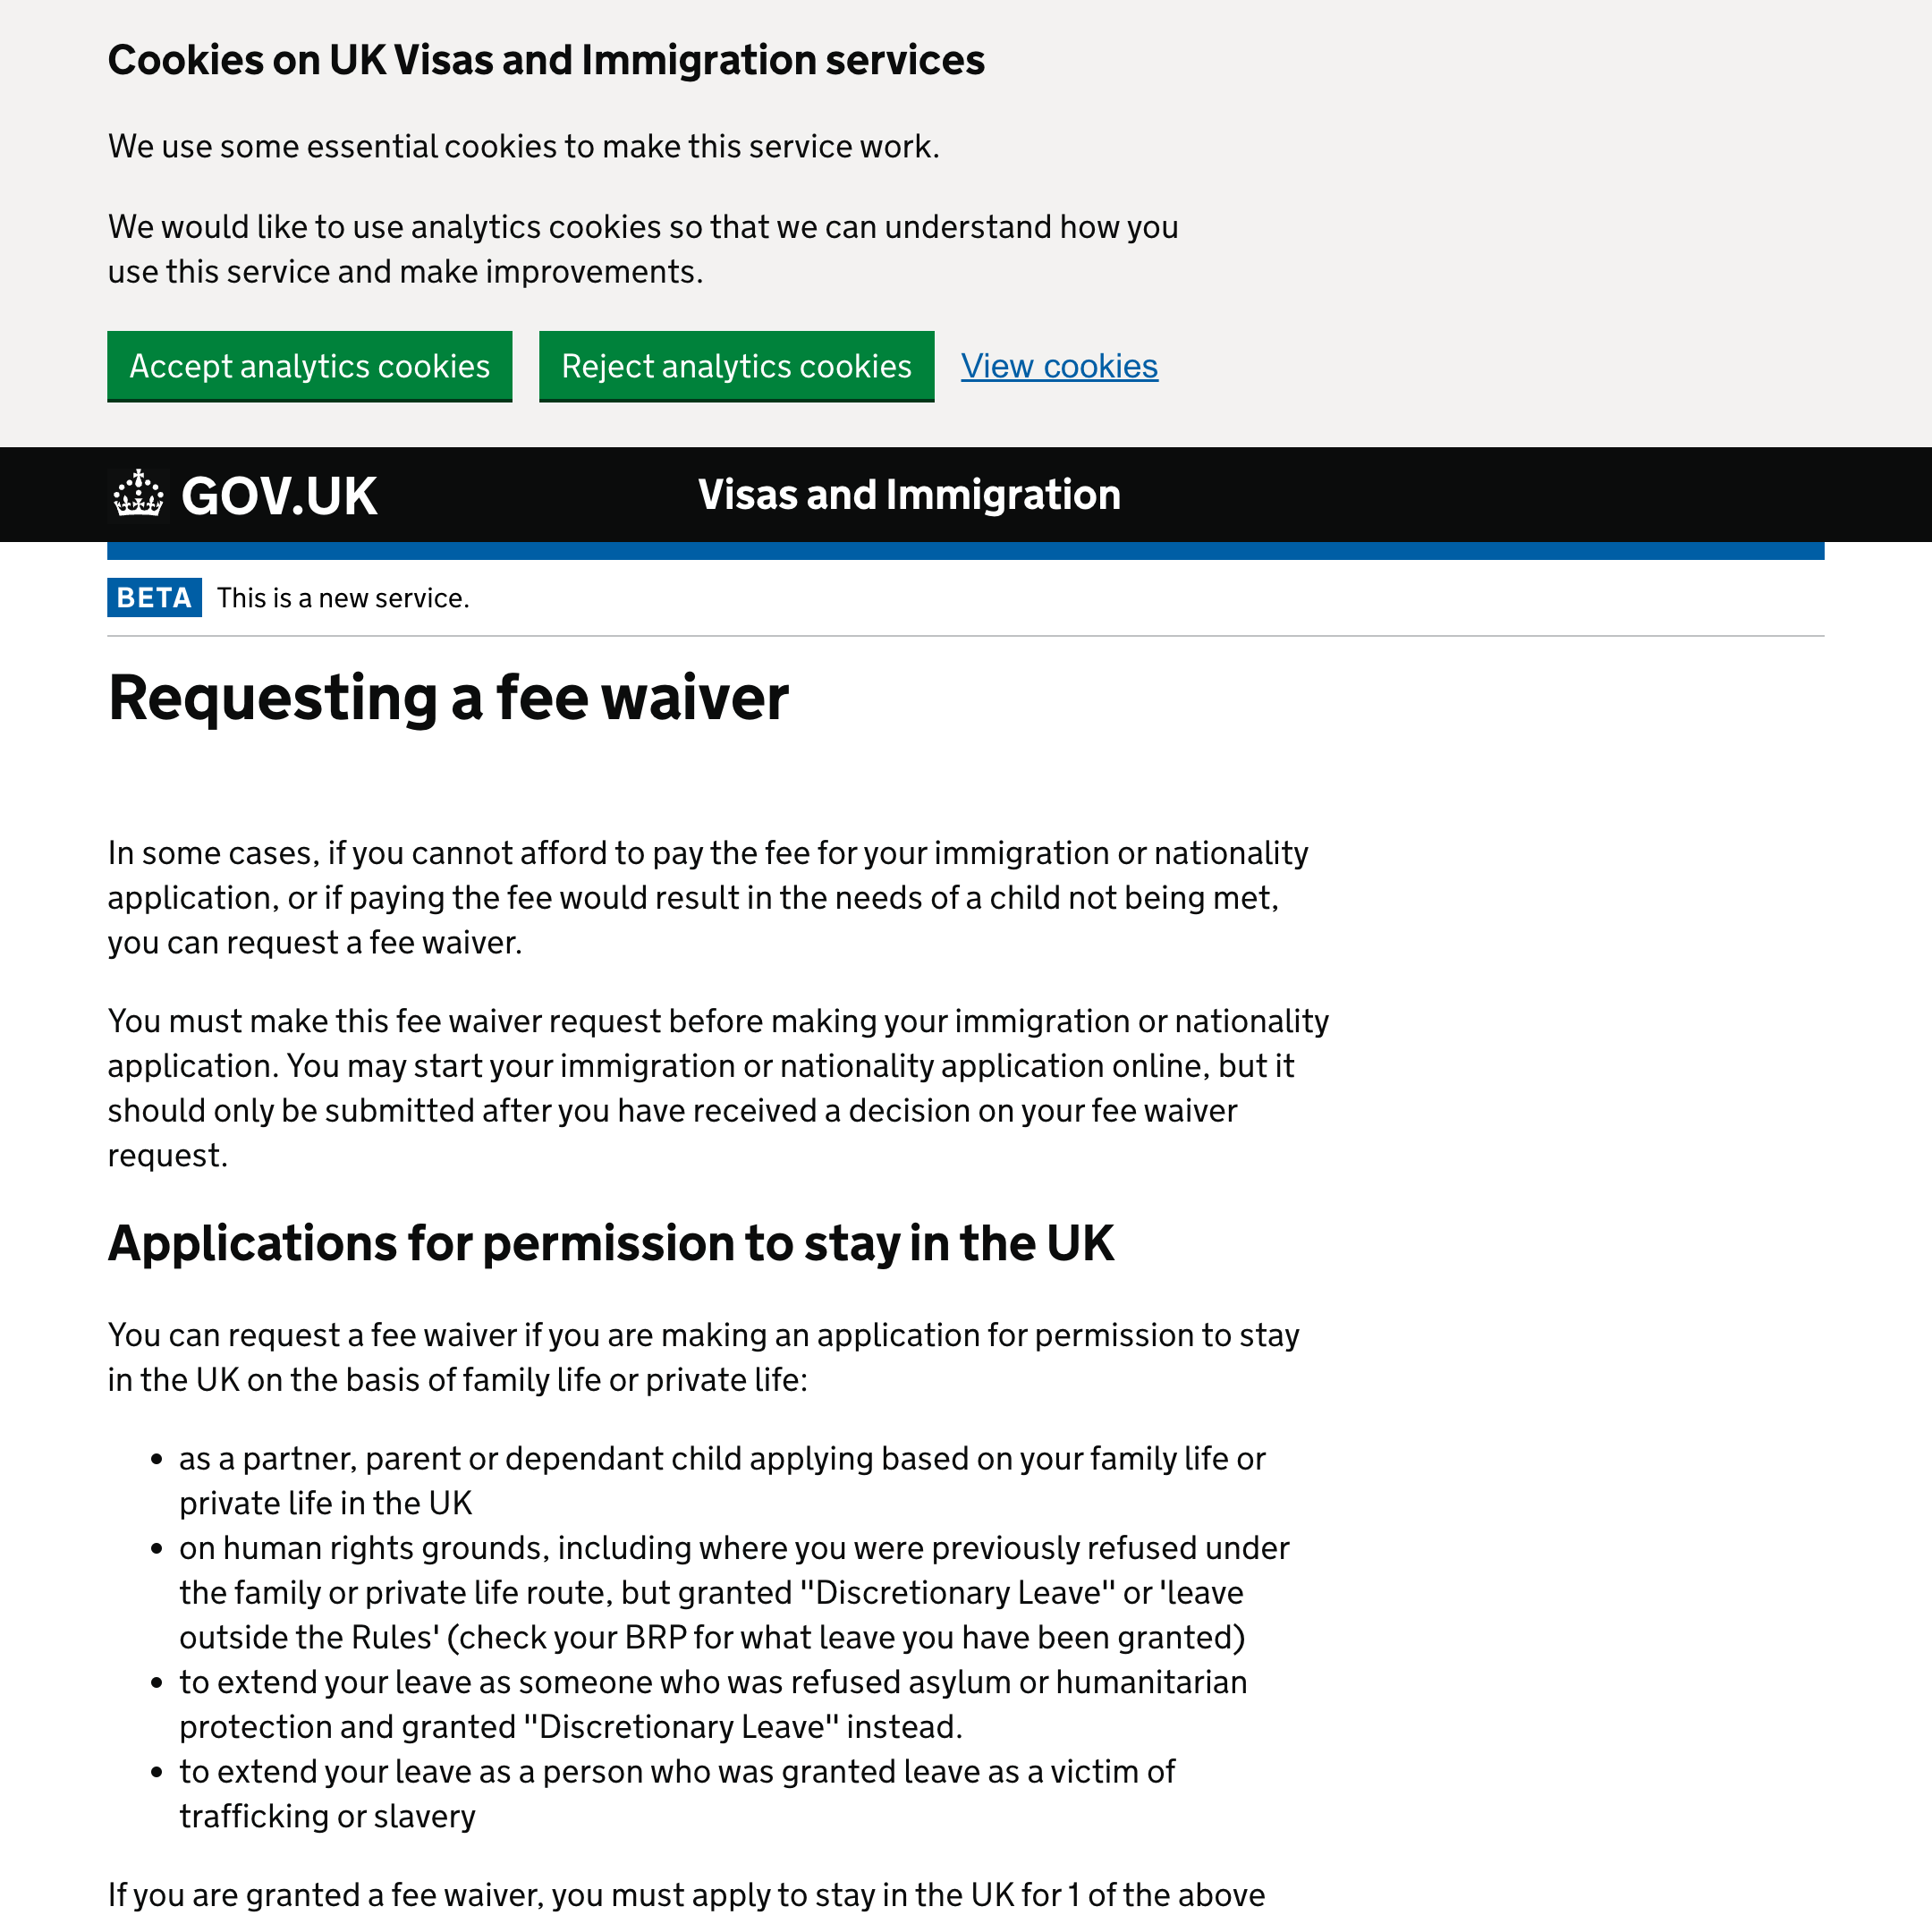 Cookies on UK Visas and Immigration services
We use some essential cookies to make this service work.
We would like to use analytics cookies so that we can understand how you
use this service and make improvements.
Accept analytics cookies
Reject analytics cookies
View cookies
GOV.UK
Visas and Immigration
BETA
This is a new service.
Requesting a fee waiver
In some cases, if you cannot afford to pay the fee for your immigration or nationality
application, or if paying the fee would result in the needs of a child not being met,
you can request a fee waiver.
You must make this fee waiver request before making your immigration or nationality
application. You may start your immigration or nationality application online, but it
should only be submitted after you have received a decision on your fee waiver
request.
Applications for permission to stay in the UK
You can request a fee waiver if you are making an application for permission to stay
in the UK on the basis of family life or private life:
• as a partner, parent or dependant child applying based on your family life or
private life in the UK
• on human rights grounds, including where you were previously refused under
the family or private life route, but granted "Discretionary Leave" or 'leave
outside the Rules' (check your BRP for what leave you have been granted)
• to extend your leave as someone who was refused asylum or humanitarian
protection and granted "Discretionary Leave" instead.
• to extend your leave as a person who was granted leave as a victim of
trafficking or slavery
If you are granted a fee waiver, you must apply to stay in the UK for 1 of the above